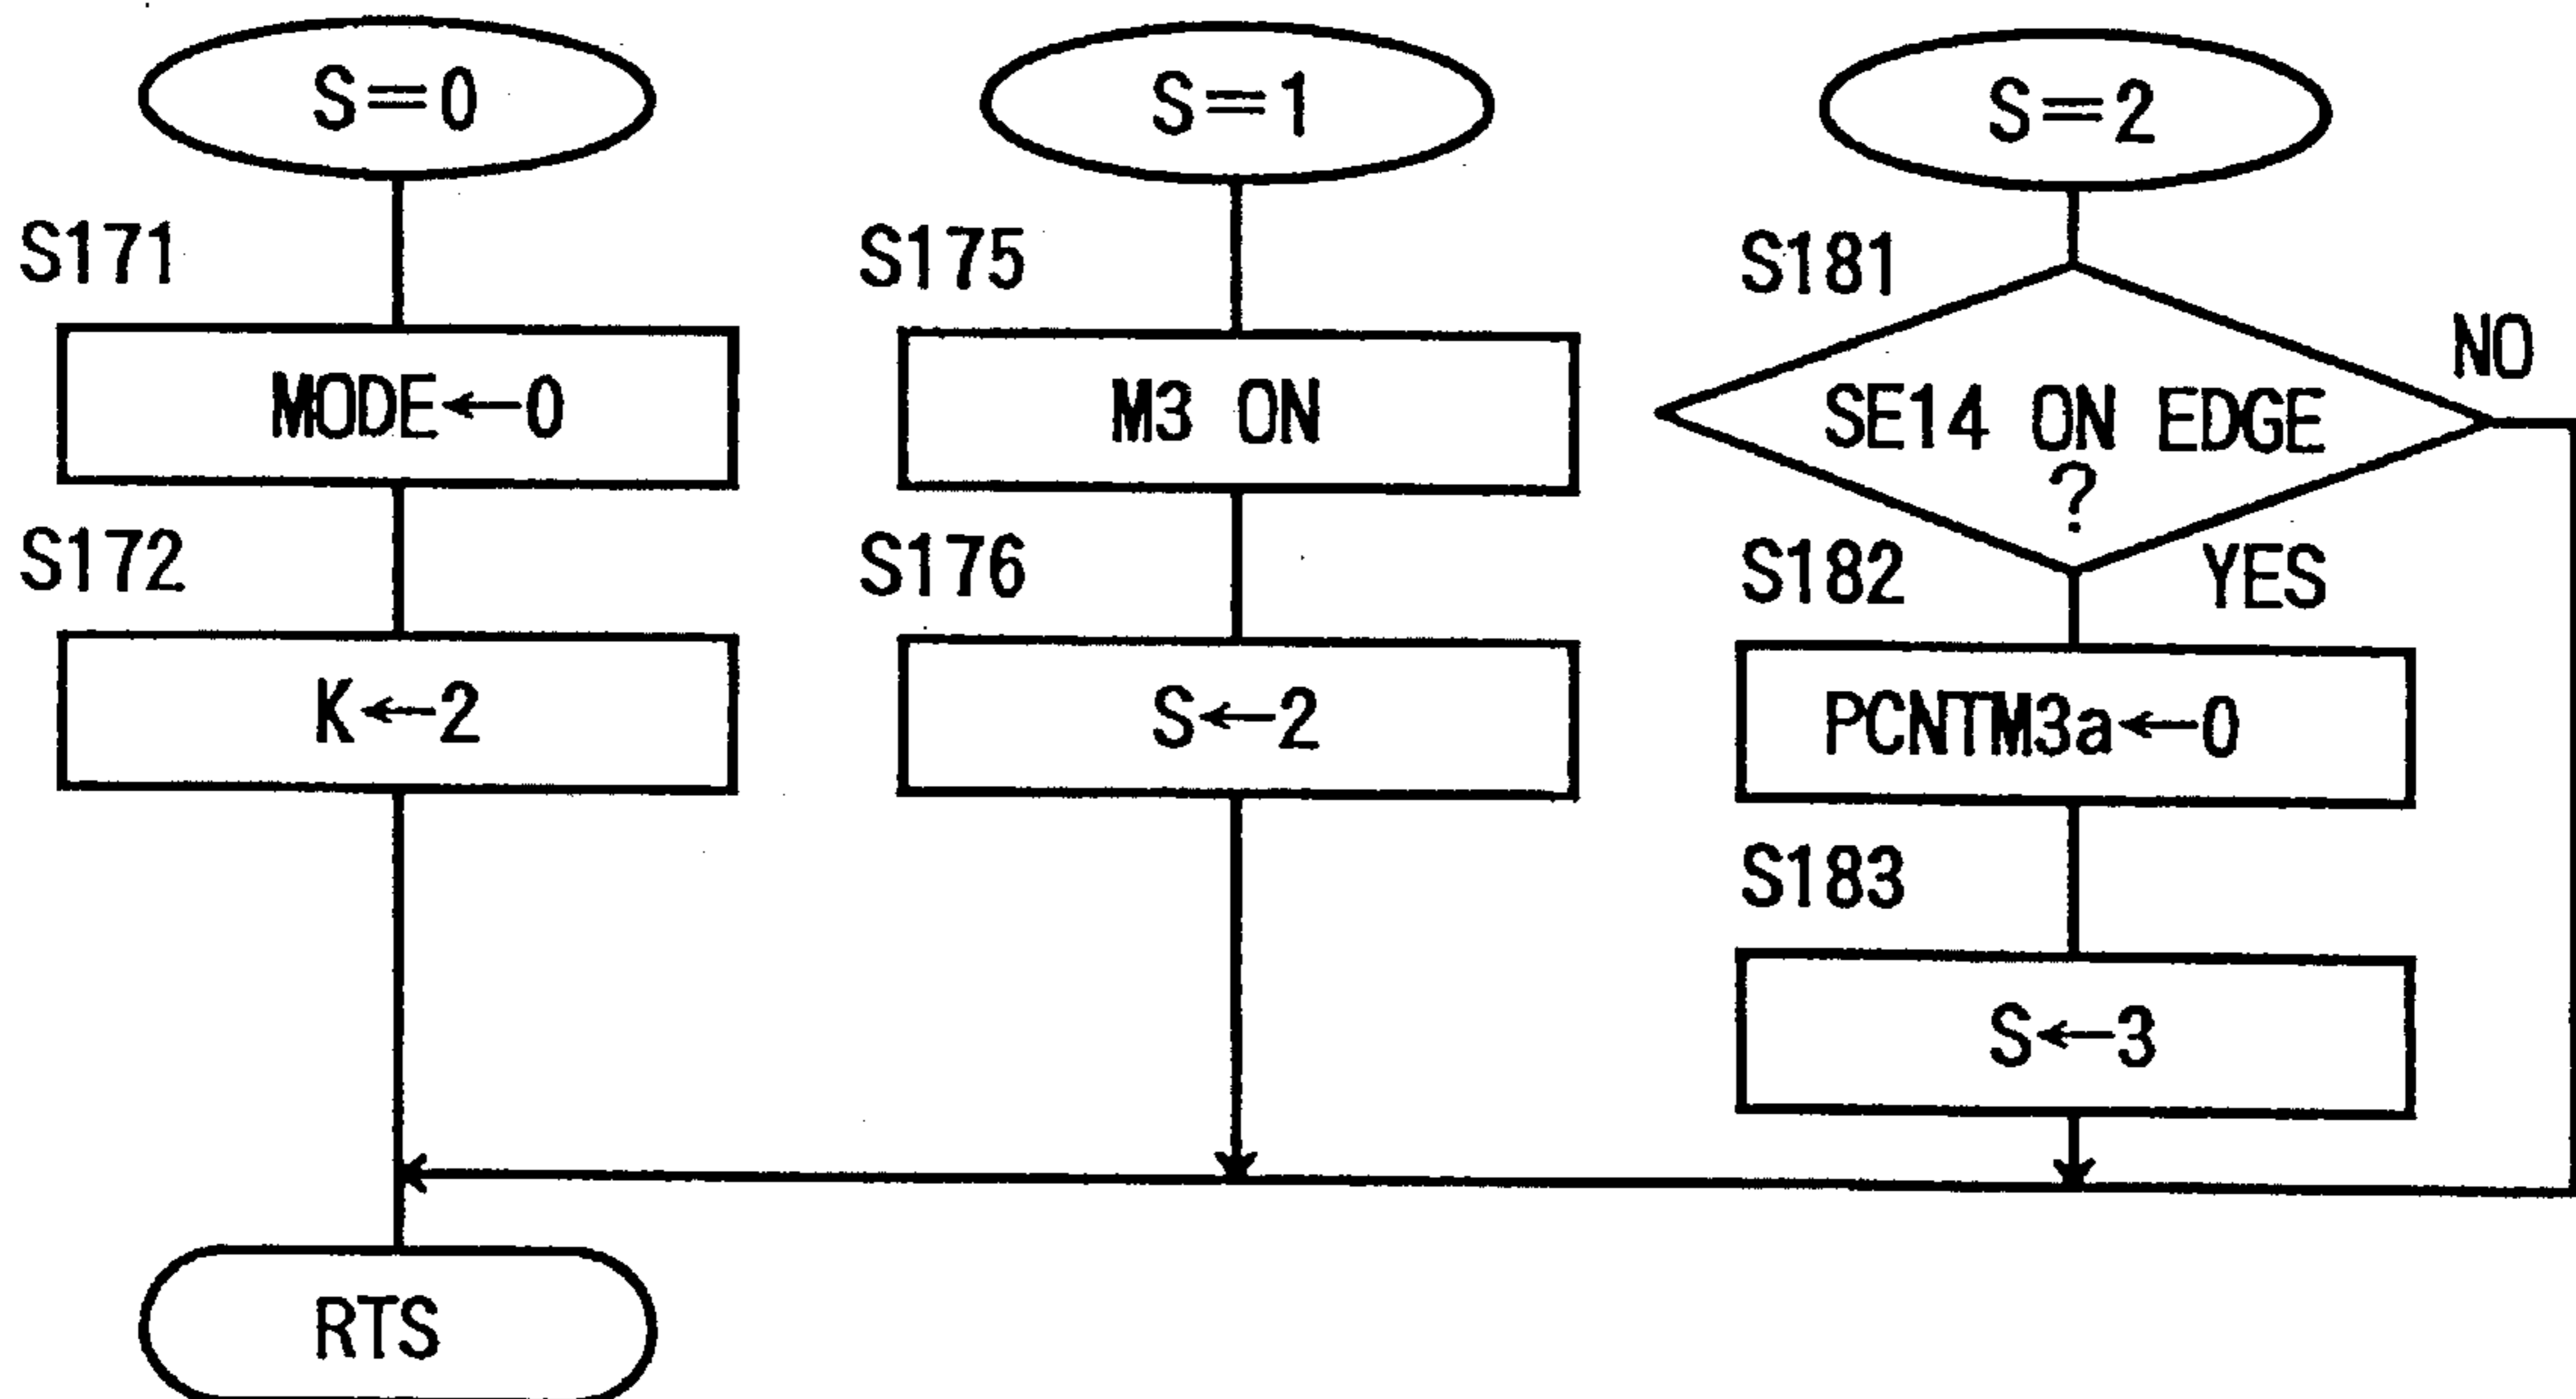 S=0
S171
MODE←0
S172
K←2
RTS
S=1
S175
M3 ON
S176
S←2
S=2
S181
SE14 ON EDGE
?
NO
YES
S182
PCNTM3a←0
S183
S←3